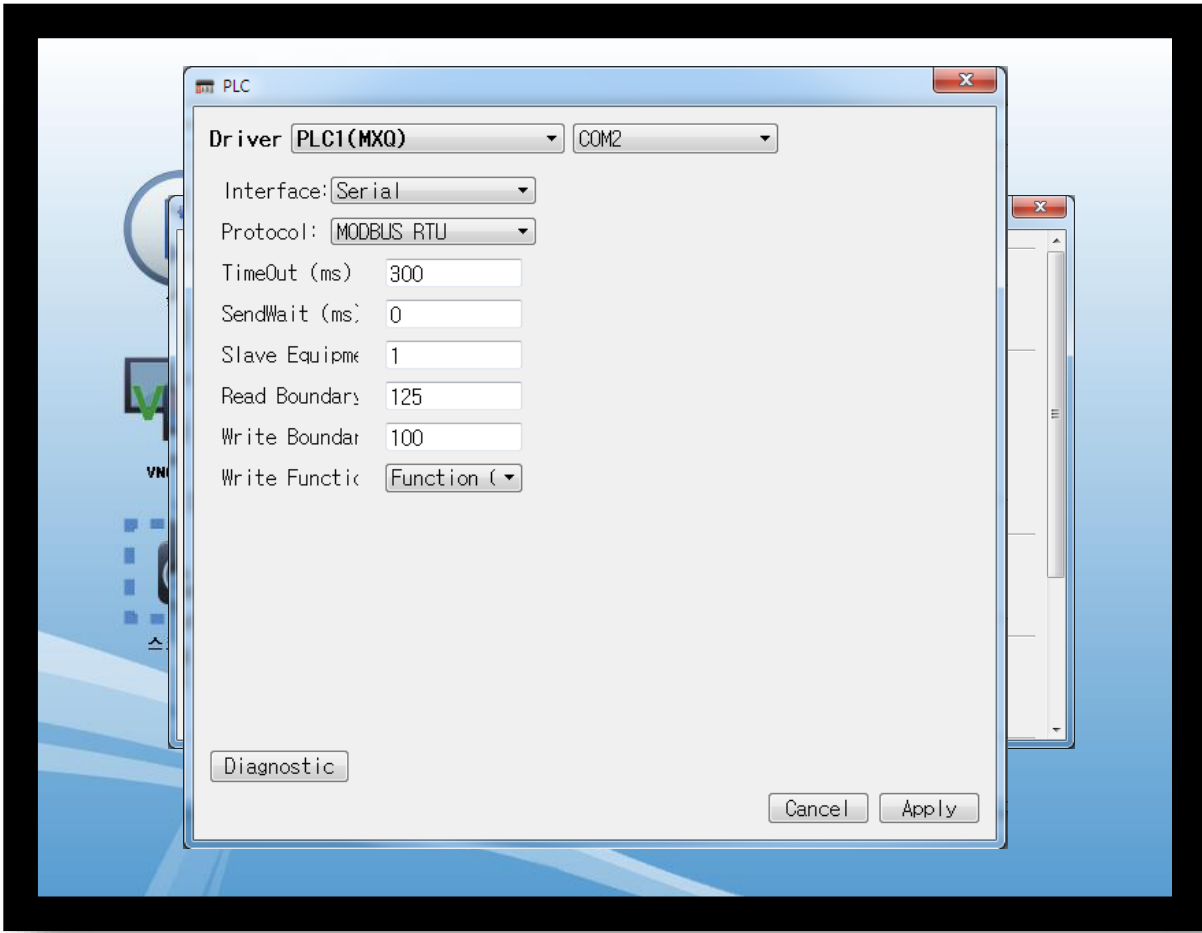 PLC
Driver PLC1(MXQ) COM2
Interface: Serial
Protocol: MODBUS RTU
TimeOut (ms) 300
SendWait (ms) 0
Slave Equipme 1
Read Boundary 125
Write Boundar 100
Write Functic Function (
VN
스
Diagnostic
Cancel Apply